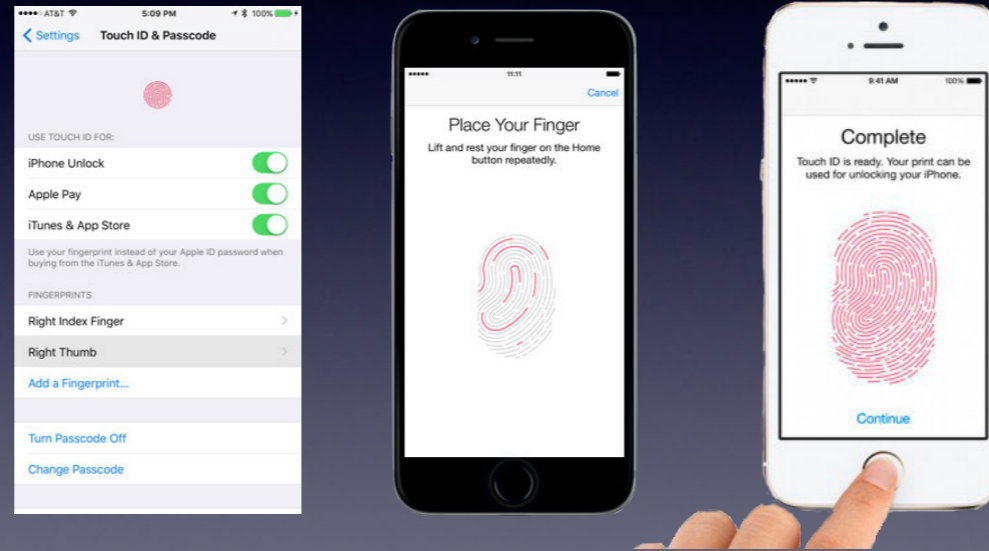 AT&T 5:09 PM 100%
Settings Touch ID & Passcode
USE TOUCH ID FOR:
iPhone Unlock
Apple Pay
iTunes & App Store
Use your fingerprint instead of your Apple ID password when
buying from the iTunes & App Store.
FINGERPRINTS
Right Index Finger
Right Thumb
Add a Fingerprint...
Turn Passcode Off
Change Passcode
11:11
Cancel
Place Your Finger
Lift and rest your finger on the Home
button repeatedly.
9:41 AM 100%
Complete
Touch ID is ready. Your print can be
used for unlocking your iPhone.
Continue